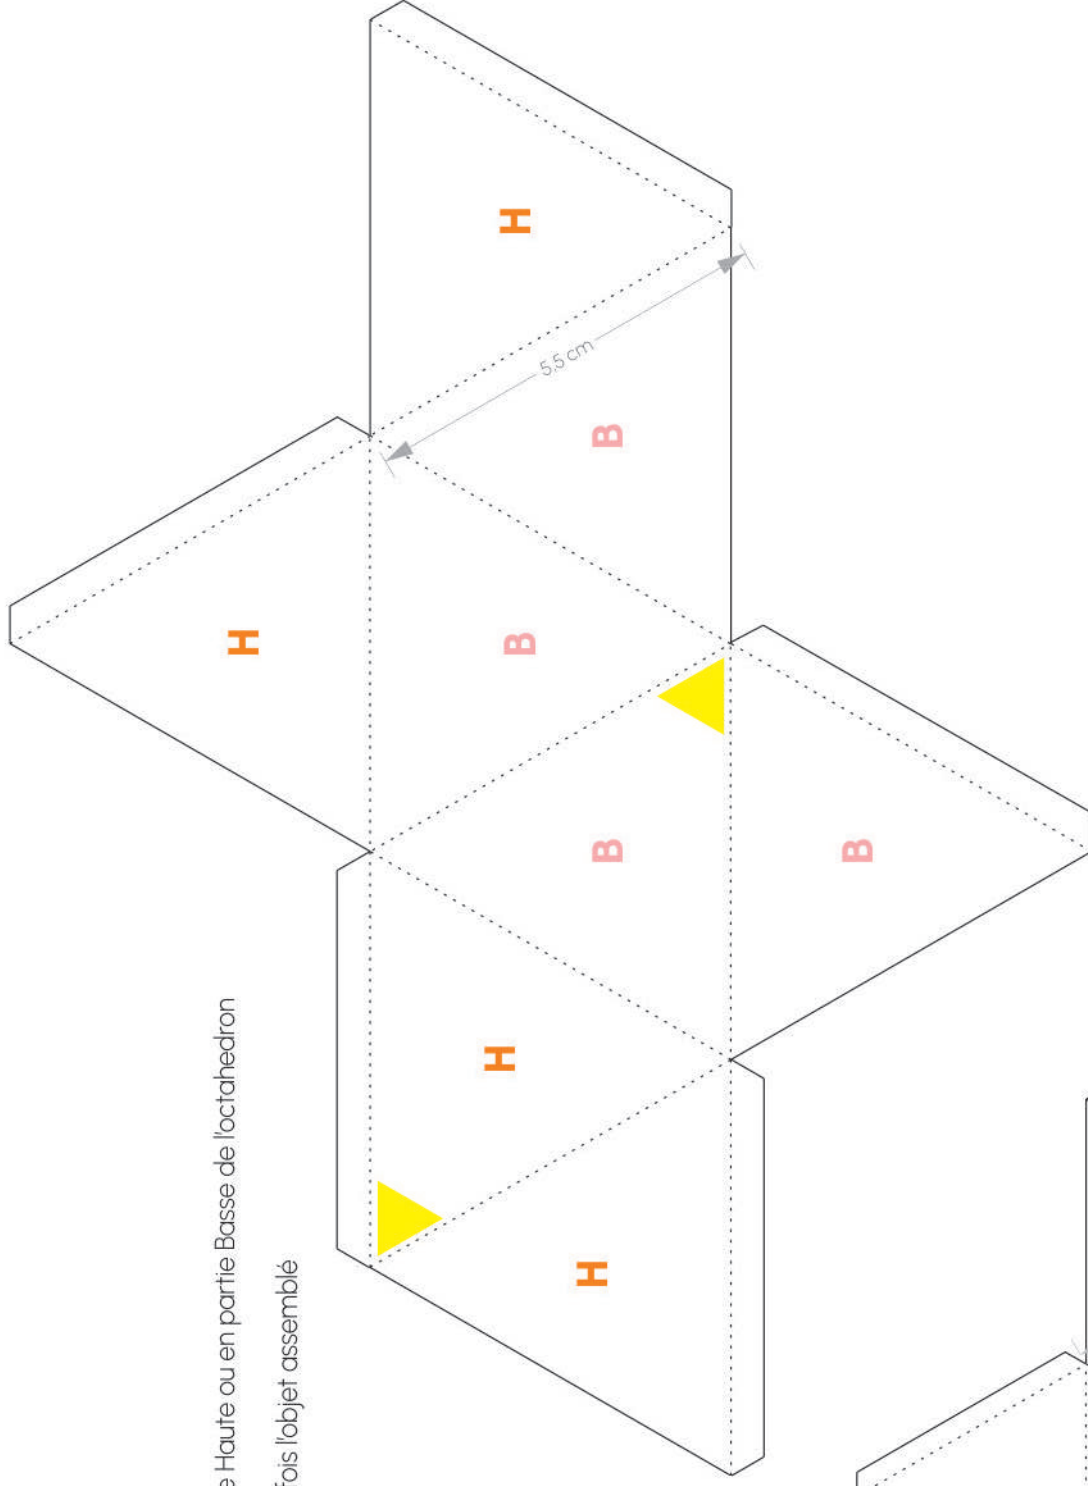 e Haute ou en partie Basse de l'octahedron
fois l'objet assemblé
H
H
H
H
B
B
B
B
5,5 cm